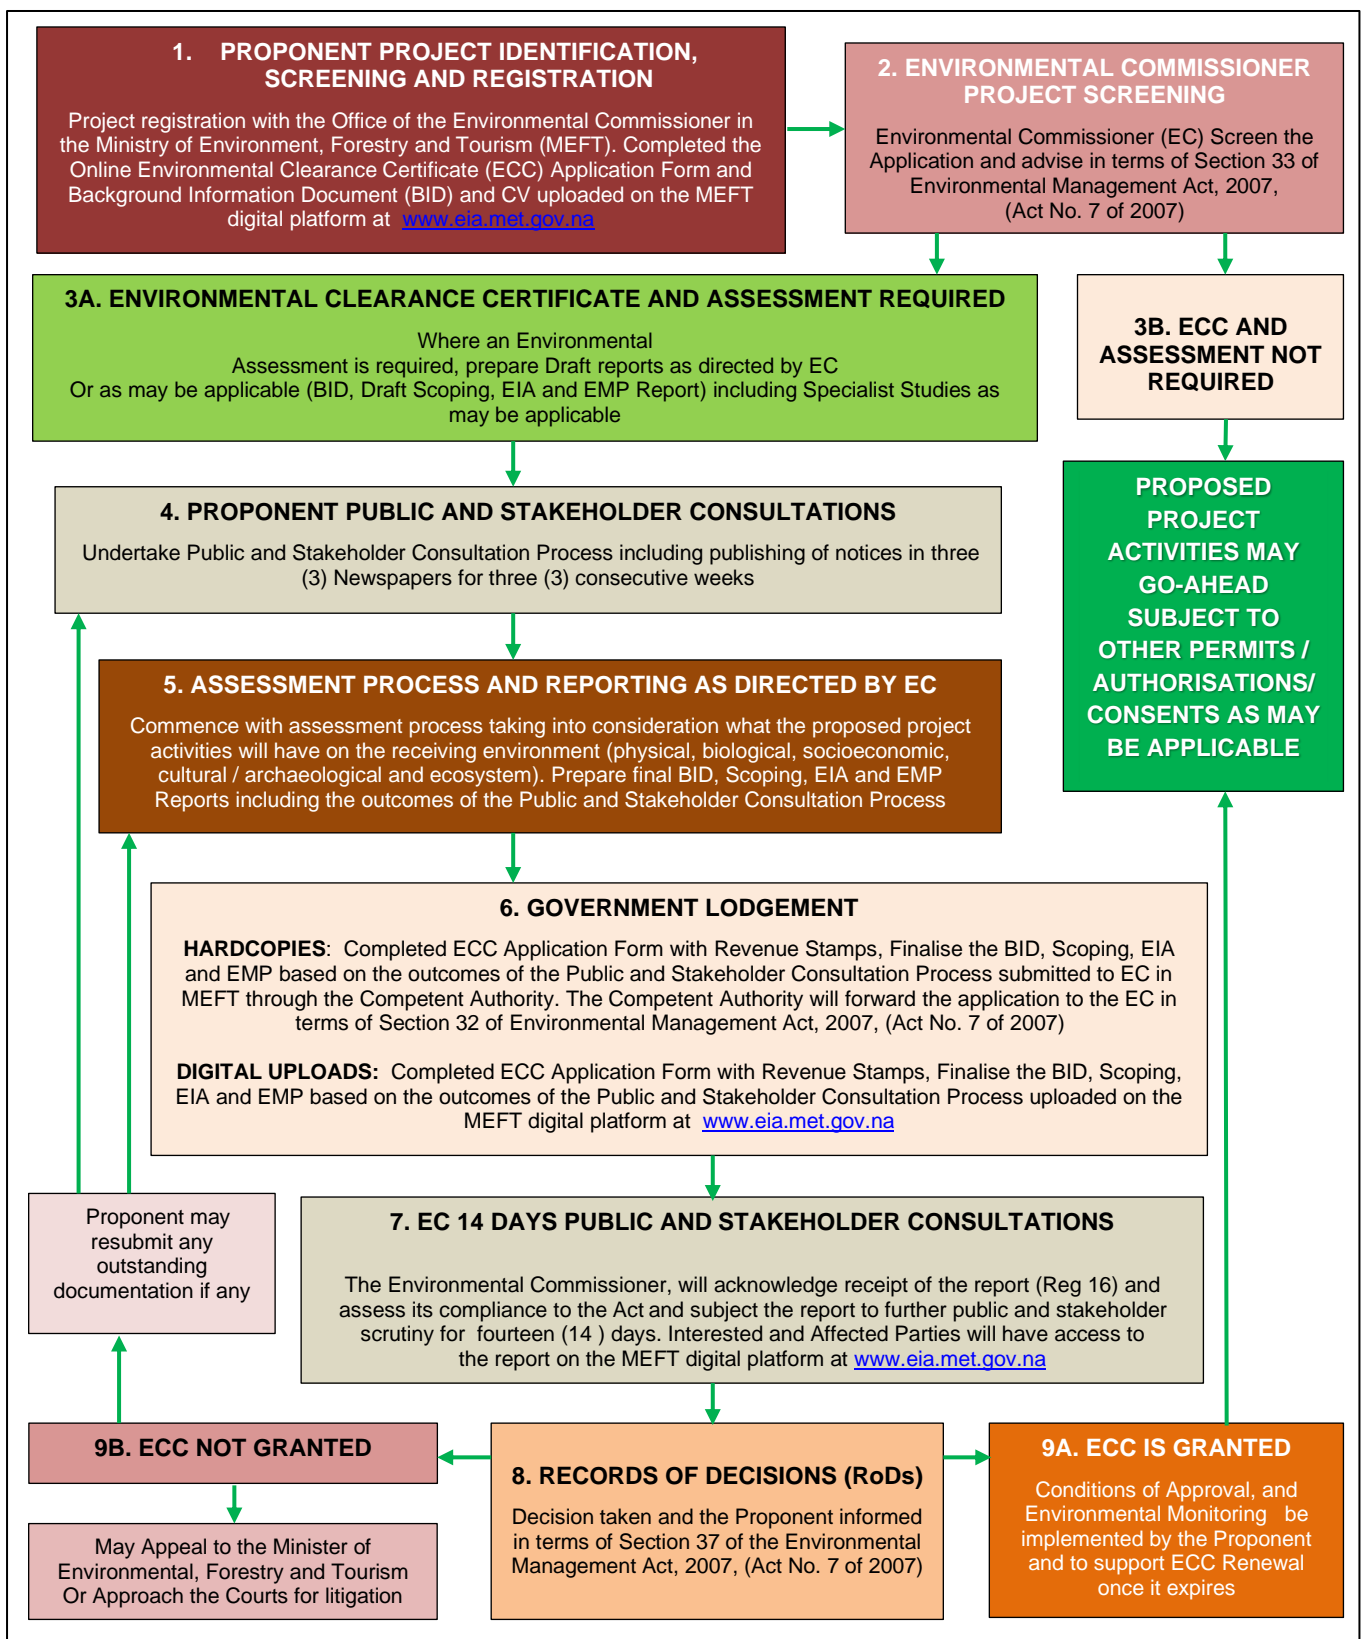 1. PROPONENT PROJECT IDENTIFICATION,
SCREENING AND REGISTRATION
Project registration with the Office of the Environmental Commissioner in
the Ministry of Environment, Forestry and Tourism (MEFT). Completed the
Online Environmental Clearance Certificate (ECC) Application Form and
Background Information Document (BID) and CV uploaded on the MEFT
digital platform at www.eia.met.gov.na
2. ENVIRONMENTAL COMMISSIONER
PROJECT SCREENING
Environmental Commissioner (EC) Screen the
Application and advise in terms of Section 33 of
Environmental Management Act, 2007,
(Act No. 7 of 2007)
3A. ENVIRONMENTAL CLEARANCE CERTIFICATE AND ASSESSMENT REQUIRED
Where an Environmental
Assessment is required, prepare Draft reports as directed by EC
Or as may be applicable (BID, Draft Scoping, EIA and EMP Report) including Specialist Studies as
may be applicable
3B. ECC AND
ASSESSMENT NOT
REQUIRED
PROPOSED
PROJECT
ACTIVITIES MAY
GO-AHEAD
SUBJECT TO
OTHER PERMITS /
AUTHORISATIONS/
CONSENTS AS MAY
BE APPLICABLE
4. PROPONENT PUBLIC AND STAKEHOLDER CONSULTATIONS
Undertake Public and Stakeholder Consultation Process including publishing of notices in three
(3) Newspapers for three (3) consecutive weeks
5. ASSESSMENT PROCESS AND REPORTING AS DIRECTED BY EC
Commence with assessment process taking into consideration what the proposed project
activities will have on the receiving environment (physical, biological, socioeconomic,
cultural / archaeological and ecosystem). Prepare final BID, Scoping, EIA and EMP
Reports including the outcomes of the Public and Stakeholder Consultation Process
6. GOVERNMENT LODGEMENT
HARDCOPIES: Completed ECC Application Form with Revenue Stamps, Finalise the BID, Scoping, EIA
and EMP based on the outcomes of the Public and Stakeholder Consultation Process submitted to EC in
MEFT through the Competent Authority. The Competent Authority will forward the application to the EC in
terms of Section 32 of Environmental Management Act, 2007, (Act No. 7 of 2007)
DIGITAL UPLOADS: Completed ECC Application Form with Revenue Stamps, Finalise the BID, Scoping,
EIA and EMP based on the outcomes of the Public and Stakeholder Consultation Process uploaded on the
MEFT digital platform at www.eia.met.gov.na
Proponent may
resubmit any
outstanding
documentation if any
7. EC 14 DAYS PUBLIC AND STAKEHOLDER CONSULTATIONS
The Environmental Commissioner, will acknowledge receipt of the report (Reg 16) and
assess its compliance to the Act and subject the report to further public and stakeholder
scrutiny for fourteen (14 ) days. Interested and Affected Parties will have access to
the report on the MEFT digital platform at www.eia.met.gov.na
9B. ECC NOT GRANTED
May Appeal to the Minister of
Environmental, Forestry and Tourism
Or Approach the Courts for litigation
8. RECORDS OF DECISIONS (RoDs)
Decision taken and the Proponent informed
in terms of Section 37 of the Environmental
Management Act, 2007, (Act No. 7 of 2007)
9A. ECC IS GRANTED
Conditions of Approval, and
Environmental Monitoring be
implemented by the Proponent
and to support ECC Renewal
once it expires